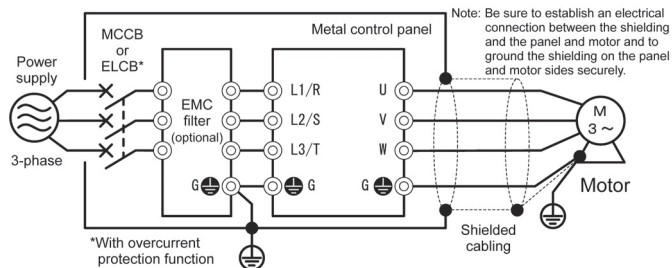 MCCB
or
ELCB*
Power
supply
3-phase
EMC
filter
(optional)
G
Metal control panel
L1/R
L2/S
L3/T
G
U
V
W
G
Note: Be sure to establish an electrical
connection between the shielding
and the panel and motor and to
ground the shielding on the panel
and motor sides securely.
M
3 ~
Motor
Shielded
cabling
*With overcurrent
protection function